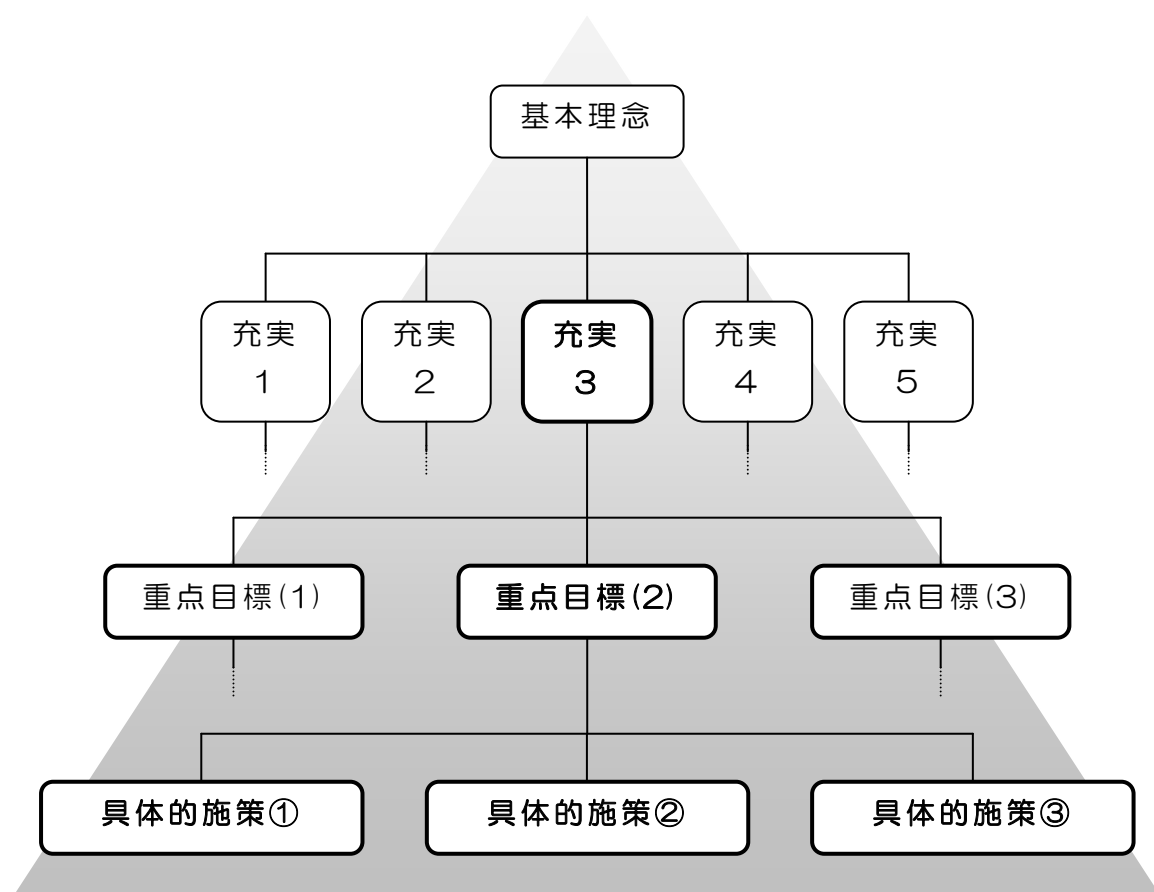 基本理念
充実
1
充実
2
充実
3
充実
4
充実
5
重点目標(1)
重点目標(2)
重点目標(3)
具体的施策①
具体的施策②
具体的施策③